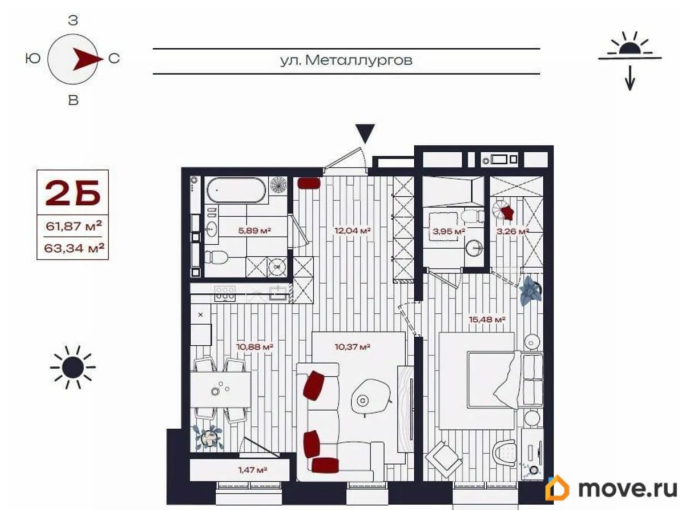 З
Ю С
В
ул. Металлургов
2Б
61,87 м²
63,34 м²
5.89 м²
12.04 м²
3.95 м²
3.26 м²
15.48 м²
10.88 м²
10.37 м²
1.47 м²
move.ru